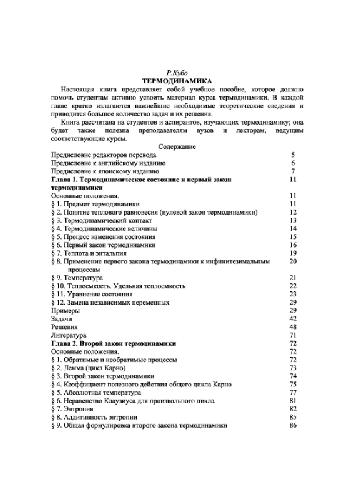 Р.Кубо
ТЕРМОДИНАМИКА
Настоящая книга представляет собой учебное пособие, которое должно
помочь студентам активно усвоить материал курса термодинамики. В каждой
главе кратко излагаются важнейшие необходимые теоретические сведения и
приводится большое количество задач и их решения.
Книга рассчитана на студентов и аспирантов, изучающих термодинамику; она
будет также полезна преподавателям вузов и лекторам, ведущим
соответствующие курсы.
Содержание
Предисловие редакторов перевода 5
Предисловие к английскому изданию 6
Предисловие к японскому изданию 7
Глава 1. Термодинамическое состояние и первый закон 11
термодинамики
Основные положения. 11
§ 1. Предмет термодинамики 11
§ 2. Понятие теплового равновесия (нулевой закон термодинамики) 12
§ 3. Термодинамический контакт 13
§ 4. Термодинамические величины 14
§ 5. Процесс изменения состояния 15
§ 6. Первый закон термодинамики 16
§ 7. Теплота и энтальпия 19
§ 8. Применение первого закона термодинамики к инфинитезимальным 20
процессам
§ 9. Температура 21
§ 10. Теплоемкость. Удельная теплоемкость 22
§ 11. Уравнение состояния 23
§ 12. Замена независимых переменных 29
Примеры 29
Задачи 42
Решения 48
Литература 71
Глава 2. Второй закон термодинамики 72
Основные положения. 72
§ 1. Обратимые и необратимые процессы 72
§ 2. Лемма (цикл Карно) 73
§ 3. Второй закон термодинамики 74
§ 4. Коэффициент полезного действия общего цикла Карно 75
§ 5. Абсолютная температура 77
§ 6. Неравенство Клаузиуса для произвольного цикла 81
§ 7. Энтропия 82
§ 8. Аддитивность энтропии 85
§ 9. Общая формулировка второго закона термодинамики 86